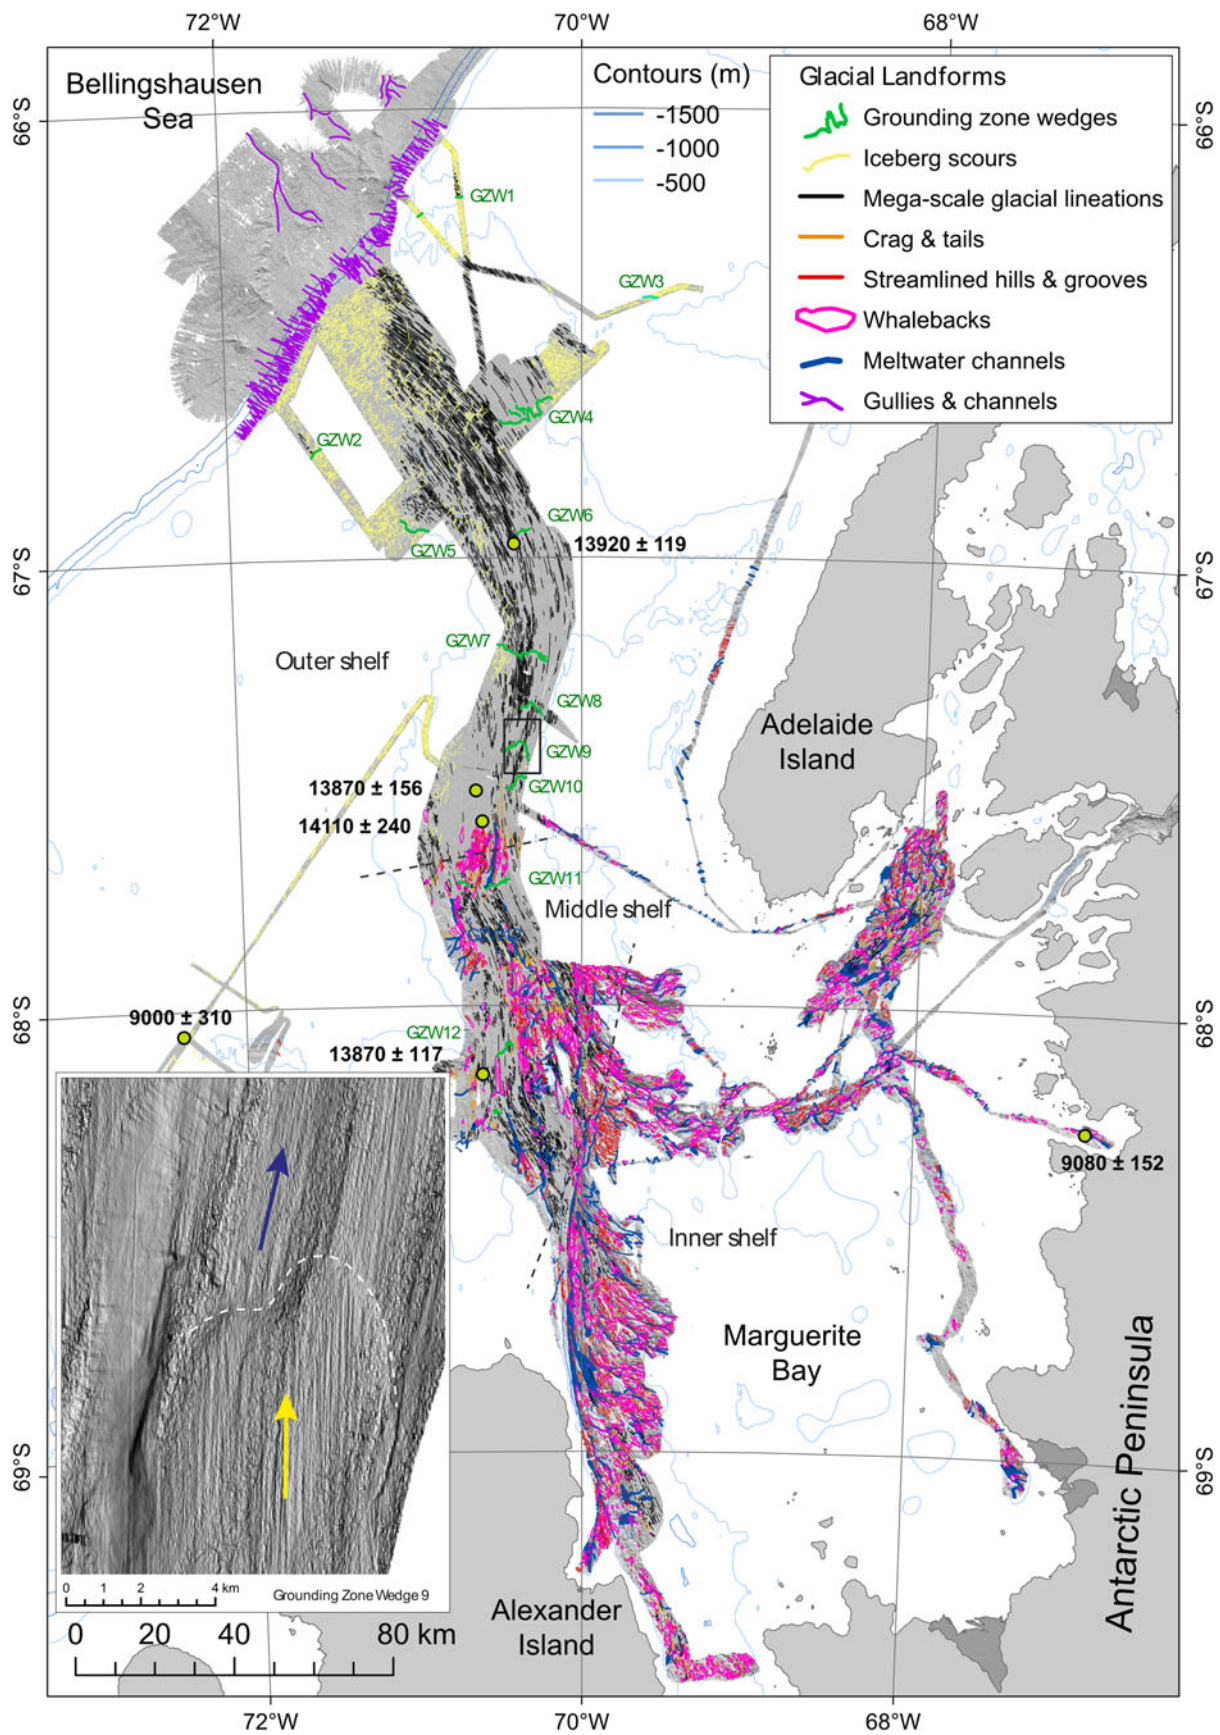 72°W
70°W
68°W
Bellingshausen
Sea
Contours (m)
-1500
-1000
-500
Glacial Landforms
Grounding zone wedges
Iceberg scours
Mega-scale glacial lineations
Crag & tails
Streamlined hills & grooves
Whalebacks
Meltwater channels
Gullies & channels
66°S
66°S
GZW1
GZW3
GZW4
GZW2
GZW6
GZW5
13920 ± 119
67°S
67°S
GZW7
Outer shelf
GZW8
Adelaide
Island
GZW9
GZW10
13870 ± 156
14110 ± 240
GZW11
Middle shelf
68°S
68°S
9000 ± 310
GZW12
13870 ± 117
9080 ± 152
Inner shelf
Marguerite
Bay
Antarctic Peninsula
69°S
69°S
0 1 2 4 km
Grounding Zone Wedge 9
Alexander
Island
0 20 40 80 km
72°W
70°W
68°W